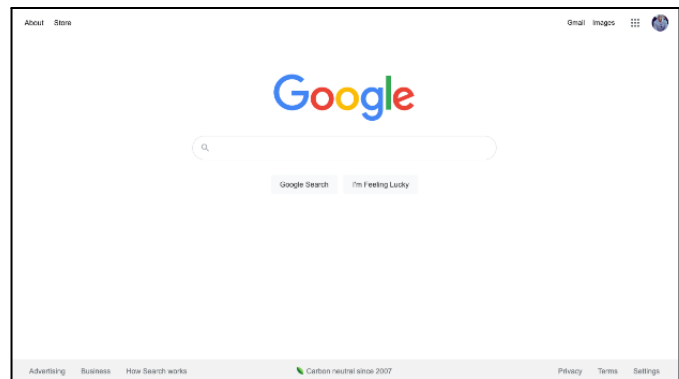 About Store Gmail Images
Google
Google Search I'm Feeling Lucky
Advertising Business How Search works Carbon neutral since 2007 Privacy Terms Settings